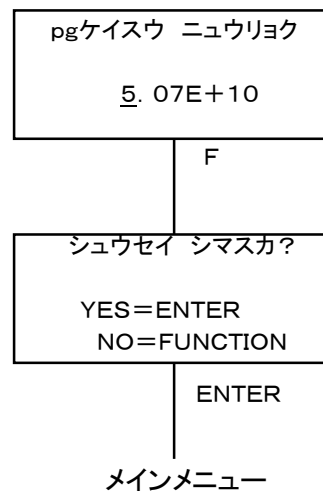 pgケイスウ ニュウリョク
5. 07E+10
F
シュウセイ シマスカ?
YES=ENTER
NO=FUNCTION
ENTER
メインメニュー